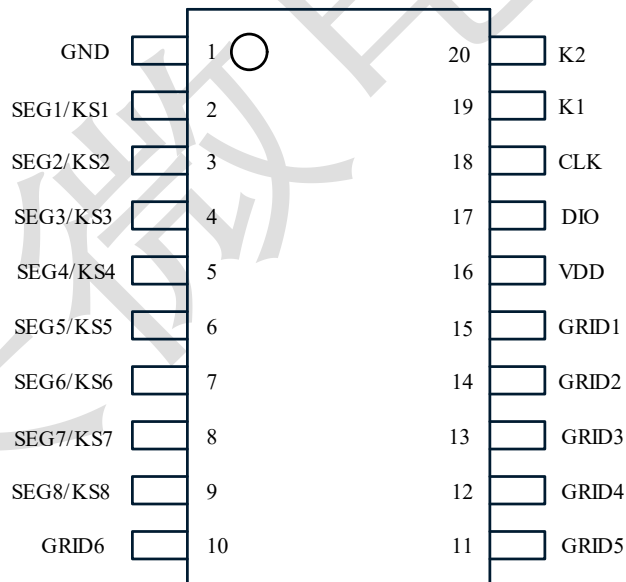 GND 1 20 K2
SEG1/KS1 2 19 K1
SEG2/KS2 3 18 CLK
SEG3/KS3 4 17 DIO
SEG4/KS4 5 16 VDD
SEG5/KS5 6 15 GRID1
SEG6/KS6 7 14 GRID2
SEG7/KS7 8 13 GRID3
SEG8/KS8 9 12 GRID4
GRID6 10 11 GRID5
微